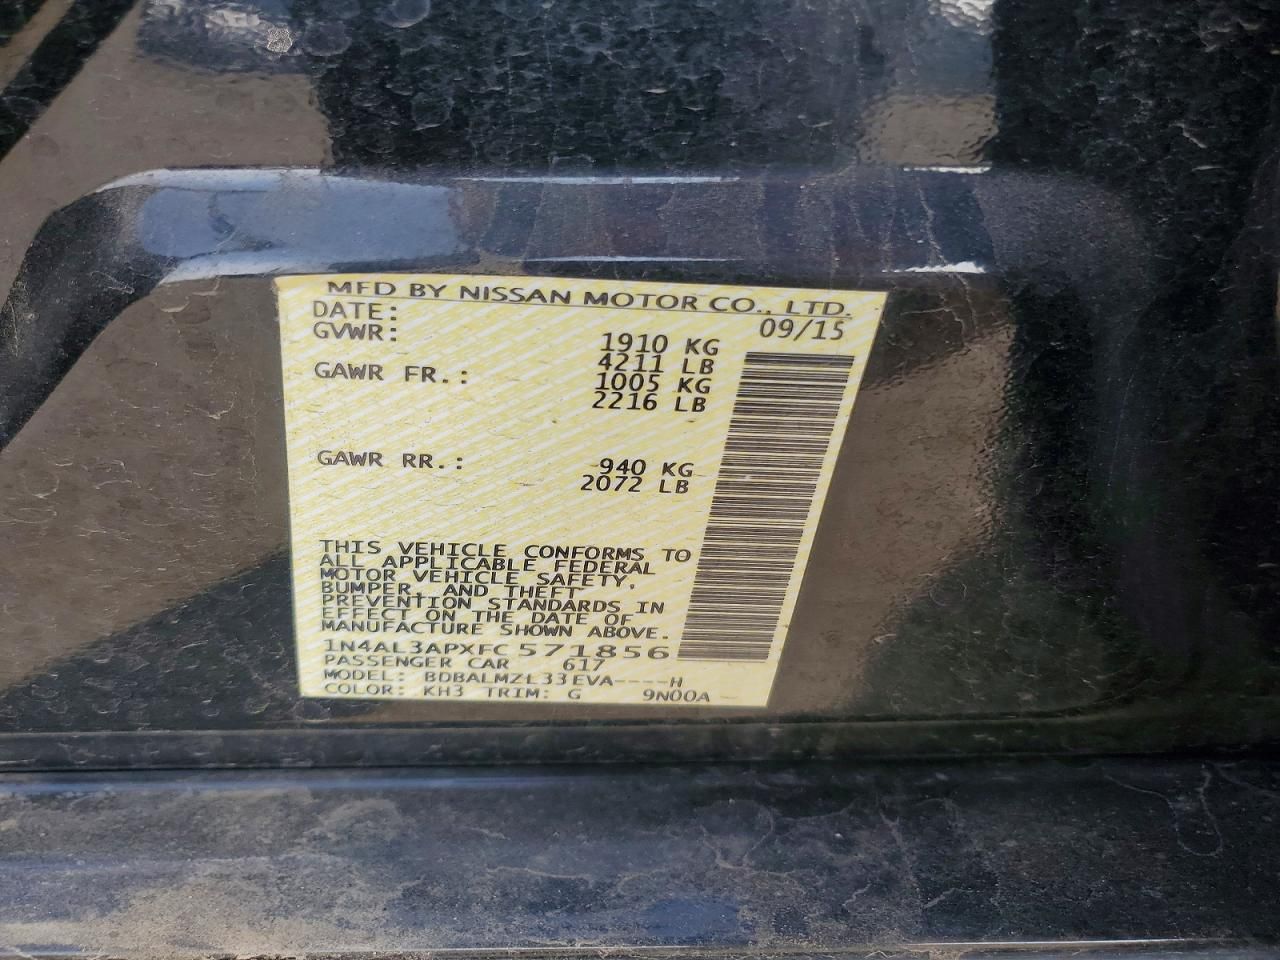 MFD BY NISSAN MOTOR CO., LTD.
DATE: 09/15
GVWR: 1910 KG
4211 LB
GAWR FR.: 1005 KG
2216 LB
GAWR RR.: 940 KG
2072 LB
THIS VEHICLE CONFORMS TO
ALL APPLICABLE FEDERAL
MOTOR VEHICLE SAFETY,
BUMPER, AND THEFT
PREVENTION STANDARDS IN
EFFECT ON THE DATE OF
MANUFACTURE SHOWN ABOVE.
1N4AL3APXFC571856
PASSENGER CAR 617
MODEL: BDBALMZL33EVA----H
COLOR: KH3 TRIM: G 9N00A